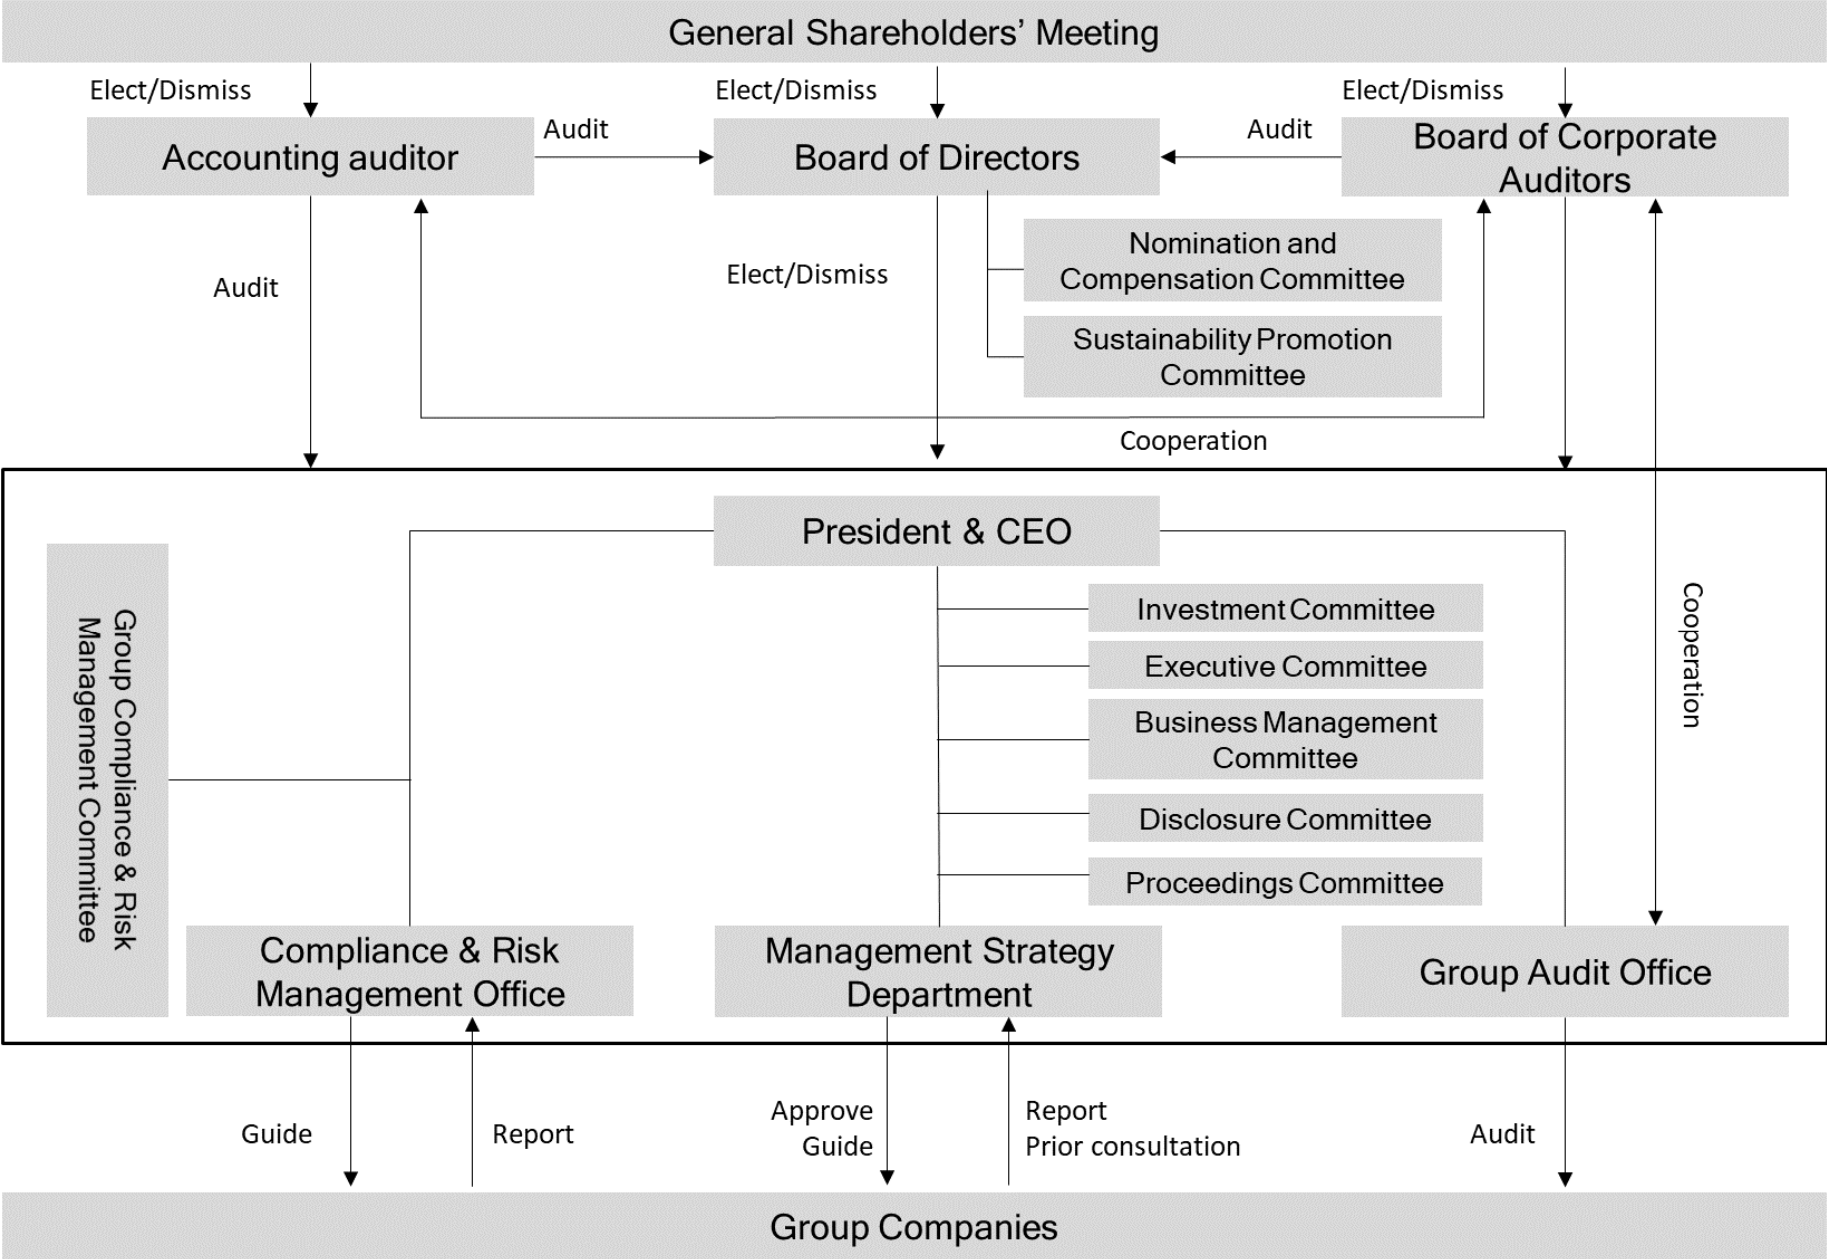 General Shareholders’ Meeting
Elect/Dismiss
Elect/Dismiss
Elect/Dismiss
Accounting auditor
Audit
Board of Directors
Audit
Board of Corporate
Auditors
Audit
Elect/Dismiss
Nomination and
Compensation Committee
Sustainability Promotion
Committee
Cooperation
President & CEO
Group Compliance & Risk
Management Committee
Investment Committee
Executive Committee
Business Management
Committee
Disclosure Committee
Proceedings Committee
Cooperation
Compliance & Risk
Management Office
Management Strategy
Department
Group Audit Office
Guide
Report
Approve
Guide
Report
Prior consultation
Audit
Group Companies